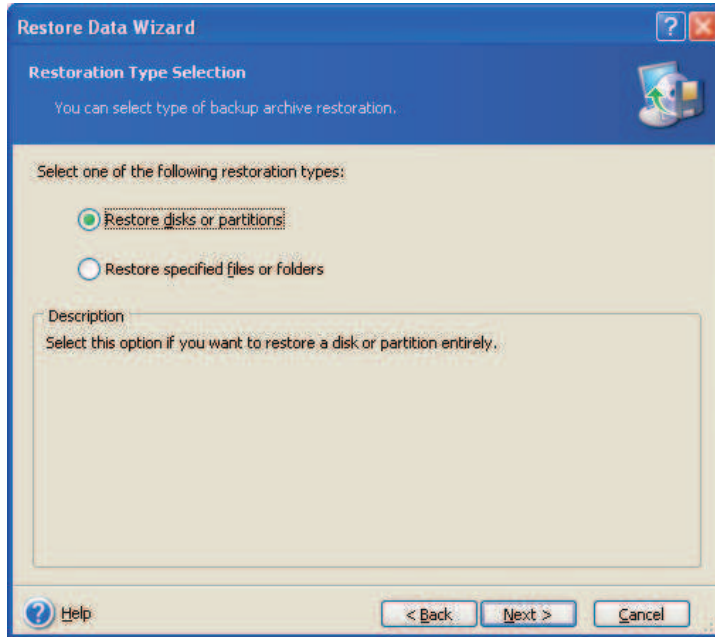 Restore Data Wizard
?
Restoration Type Selection
You can select type of backup archive restoration.
Select one of the following restoration types:
Restore disks or partitions
Restore specified files or folders
Description
Select this option if you want to restore a disk or partition entirely.
? Help
< Back
Next >
Cancel